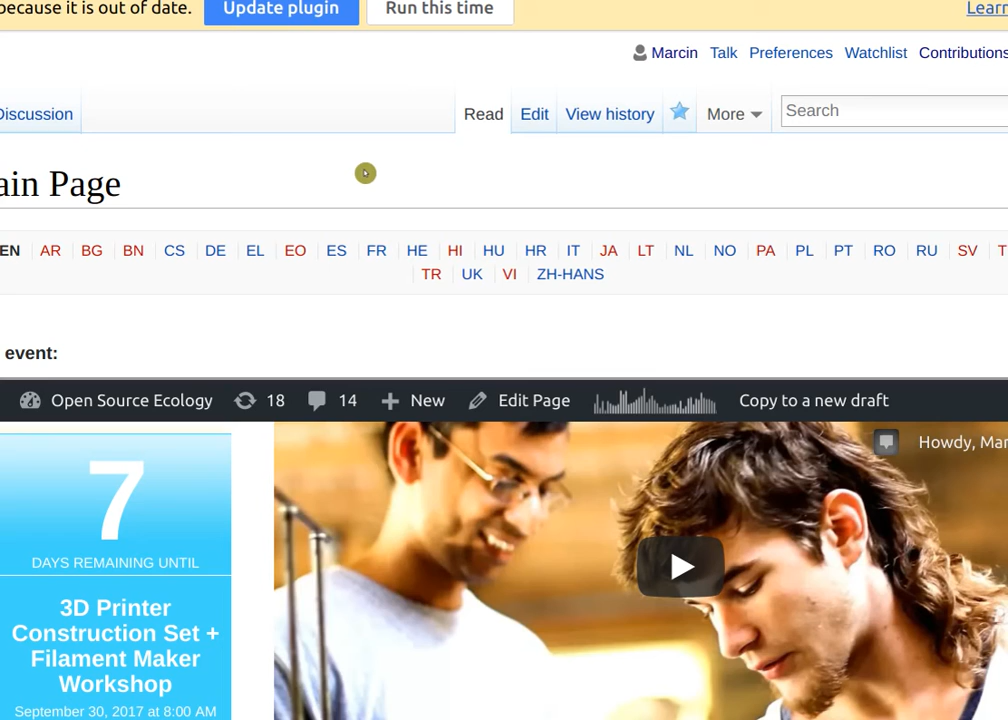 because it is out of date. Update plugin Run this time Learn
Marcin Talk Preferences Watchlist Contributions
Discussion Read Edit View history More Search
ain Page
EN AR BG BN CS DE EL EO ES FR HE HI HU HR IT JA LT NL NO PA PL PT RO RU SV T
TR UK VI ZH-HANS
event:
Open Source Ecology 18 14 New Edit Page Copy to a new draft
Howdy, Mar
7
DAYS REMAINING UNTIL
3D Printer
Construction Set +
Filament Maker
Workshop
September 30, 2017 at 8:00 AM